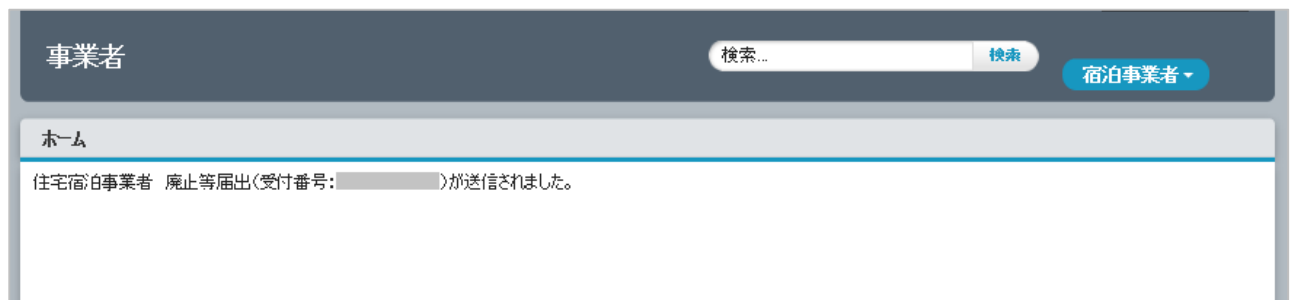 事業者
検索...
検索
宿泊事業者
ホーム
住宅宿泊事業者 廃止等届出(受付番号: )が送信されました。